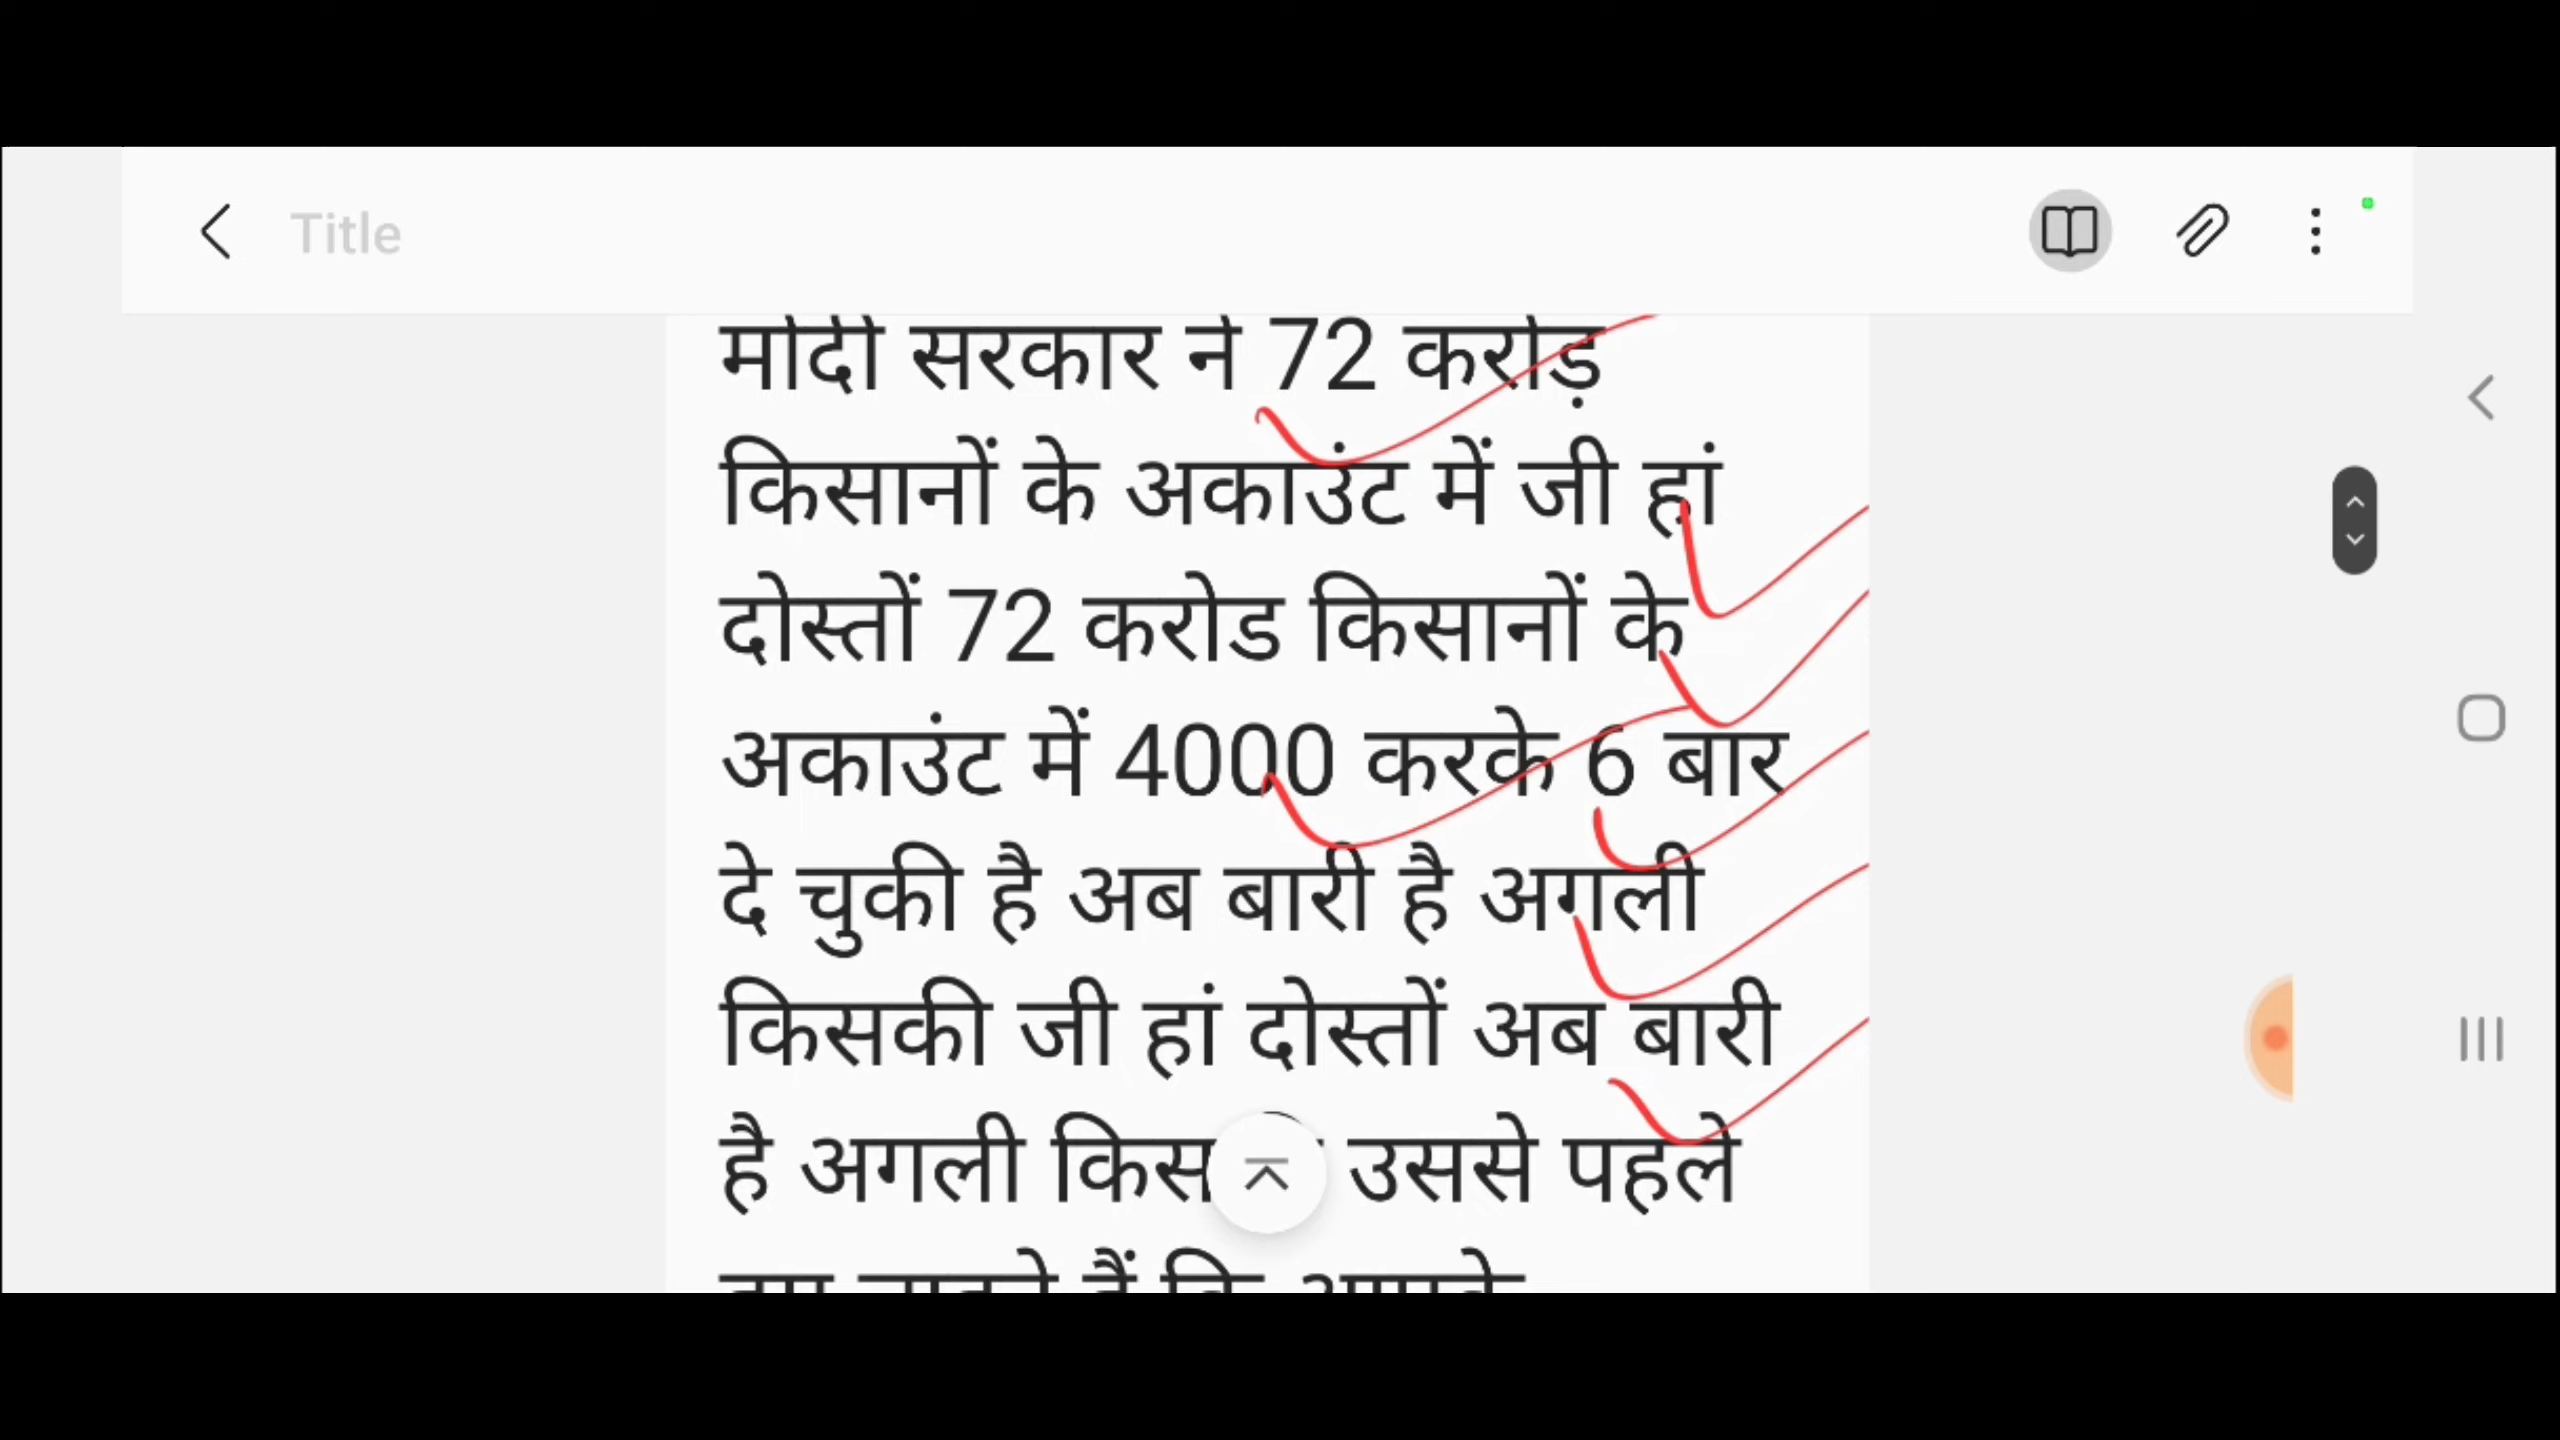 Title
मोदी सरकार ने 72 करोड़
किसानों के अकाउंट में जी हां
दोस्तों 72 करोड किसानों के
अकाउंट में 4000 करके 6 बार
दे चुकी है अब बारी है अगली
किसकी जी हां दोस्तों अब बारी
है अगली उससे पहले